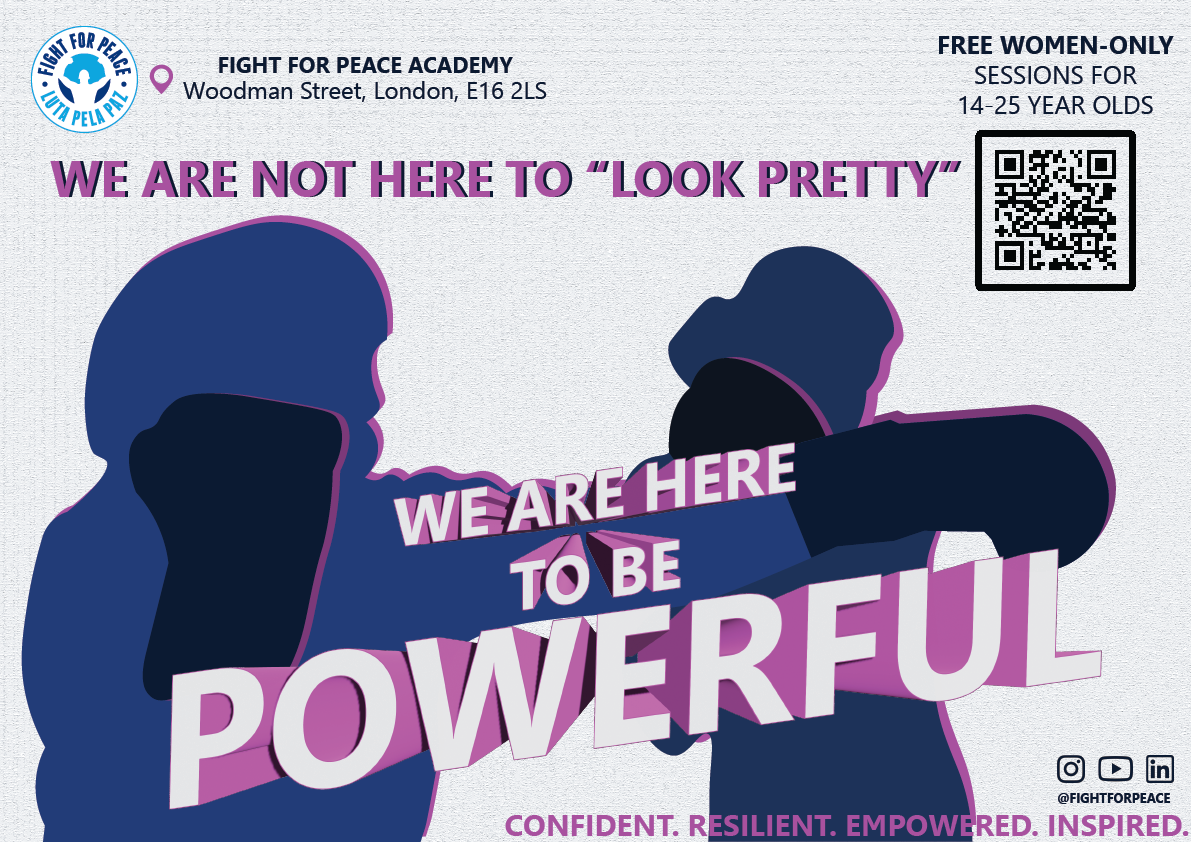 FIGHT FOR PEACE
LUTA PELA PAZ
FIGHT FOR PEACE ACADEMY
Woodman Street, London, E16 2LS
FREE WOMEN-ONLY
SESSIONS FOR
14-25 YEAR OLDS
WE ARE NOT HERE TO “LOOK PRETTY”
WE ARE HERE
TO BE
POWERFUL
in
@FIGHTFORPEACE
CONFIDENT. RESILIENT. EMPOWERED. INSPIRED.